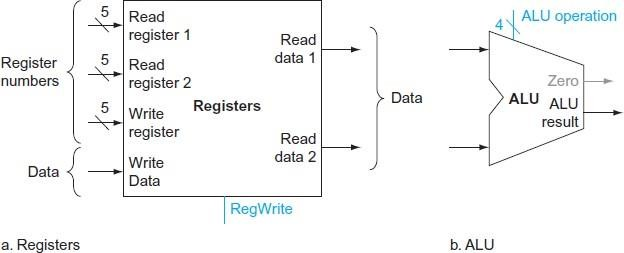 Register
numbers
5
Read
register 1
5
Read
register 2
5
Write
register
Data
Write
Data
Registers
Read
data 1
Read
data 2
Data
RegWrite
a. Registers
4
ALU operation
Zero
ALU
ALU
result
b. ALU